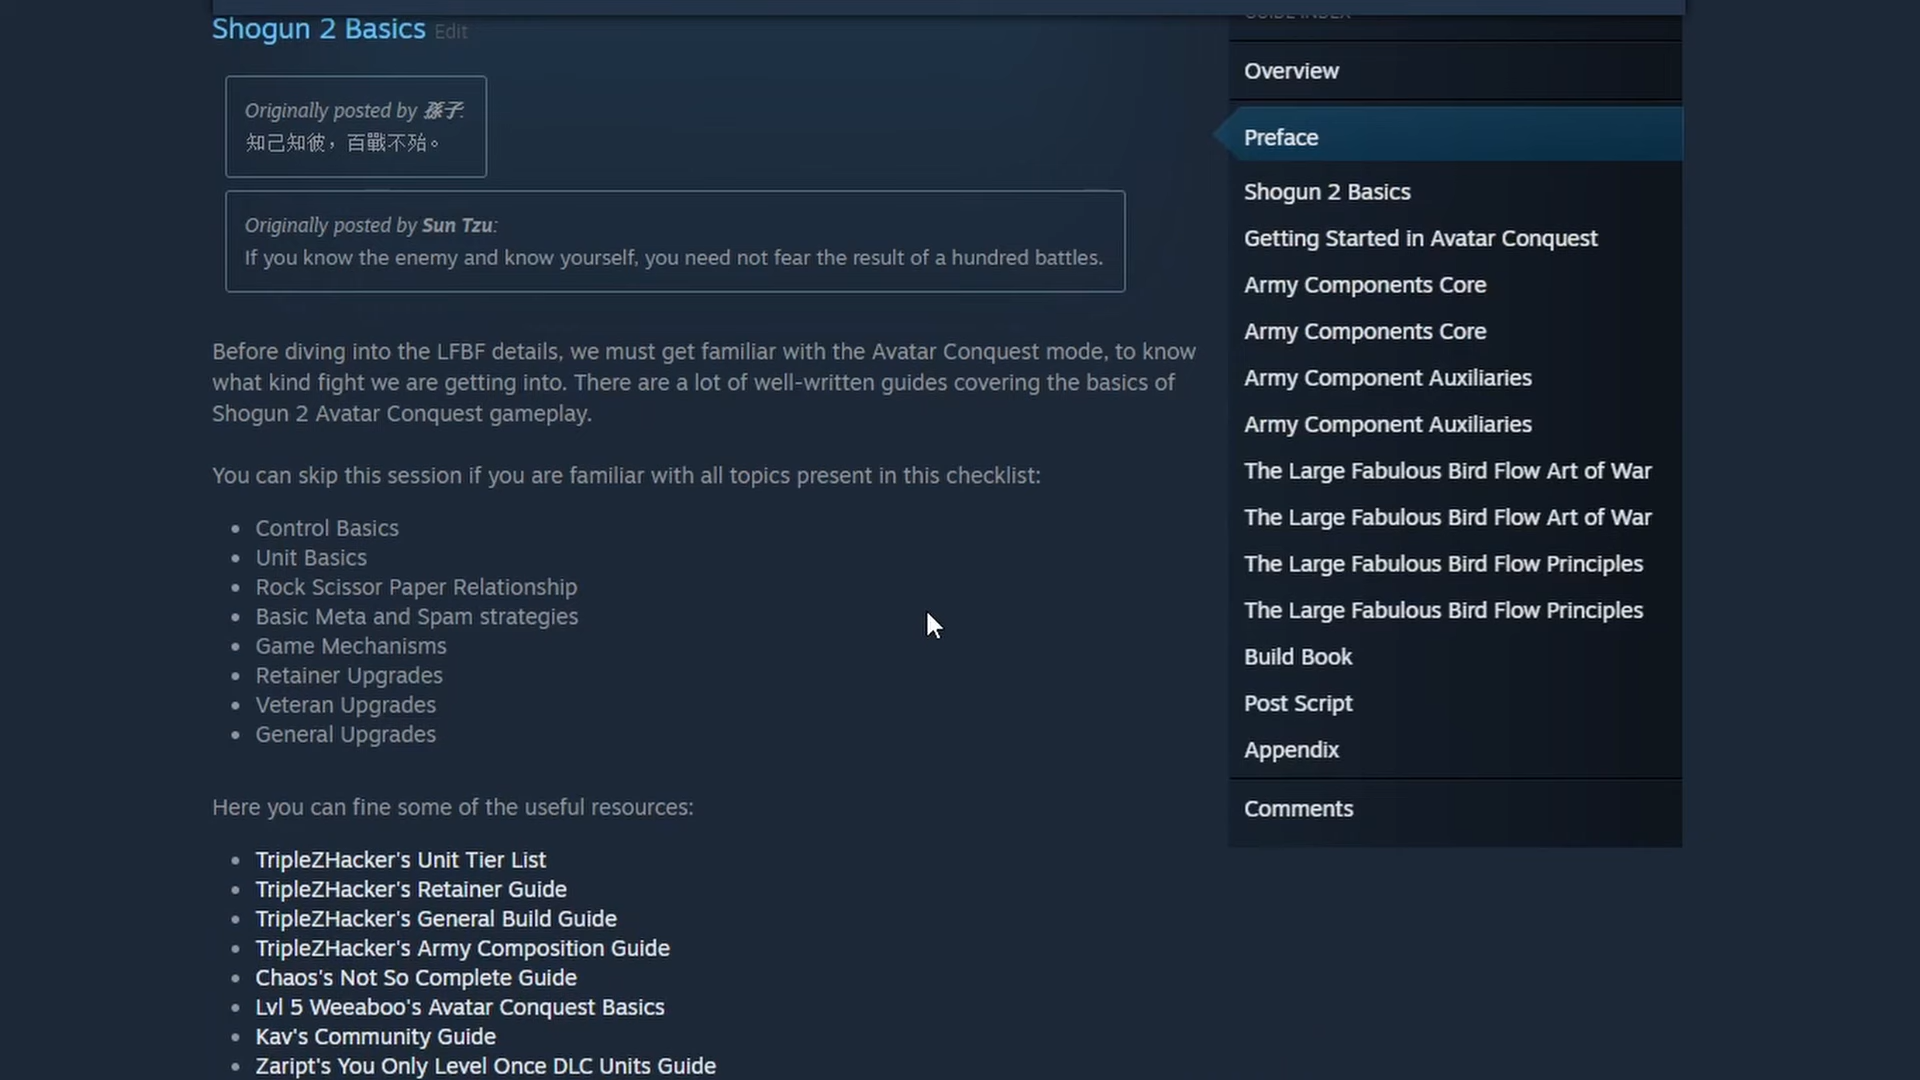 Shogun 2 Basics Edit
Originally posted by 孫子:
知己知彼，百戰不殆。
Originally posted by Sun Tzu:
If you know the enemy and know yourself, you need not fear the result of a hundred battles.
Before diving into the LFBF details, we must get familiar with the Avatar Conquest mode, to know
what kind fight we are getting into. There are a lot of well-written guides covering the basics of
Shogun 2 Avatar Conquest gameplay.
You can skip this session if you are familiar with all topics present in this checklist:
Control Basics
Unit Basics
Rock Scissor Paper Relationship
Basic Meta and Spam strategies
Game Mechanisms
Retainer Upgrades
Veteran Upgrades
General Upgrades
Here you can fine some of the useful resources:
TripleZHacker's Unit Tier List
TripleZHacker's Retainer Guide
TripleZHacker's General Build Guide
TripleZHacker's Army Composition Guide
Chaos's Not So Complete Guide
Lvl 5 Weeaboo's Avatar Conquest Basics
Kav's Community Guide
Zaript's You Only Level Once DLC Units Guide
GUIDE INDEX
Overview
Preface
Shogun 2 Basics
Getting Started in Avatar Conquest
Army Components Core
Army Components Core
Army Component Auxiliaries
Army Component Auxiliaries
The Large Fabulous Bird Flow Art of War
The Large Fabulous Bird Flow Art of War
The Large Fabulous Bird Flow Principles
The Large Fabulous Bird Flow Principles
Build Book
Post Script
Appendix
Comments